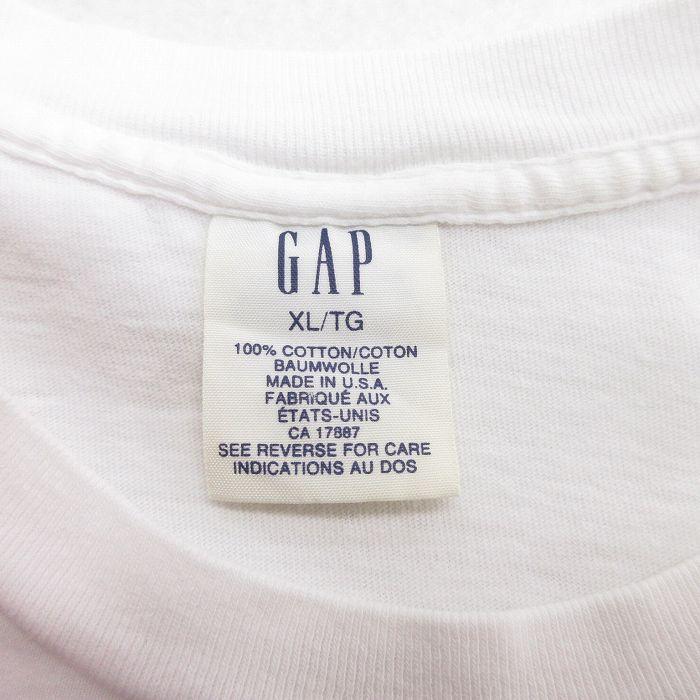 GAP
XL/TG
100% COTTON/COTON
BAUMWOLLE
MADE IN U.S.A.
FABRIQUÉ AUX
ÉTATS-UNIS
CA 17887
SEE REVERSE FOR CARE
INDICATIONS AU DOS